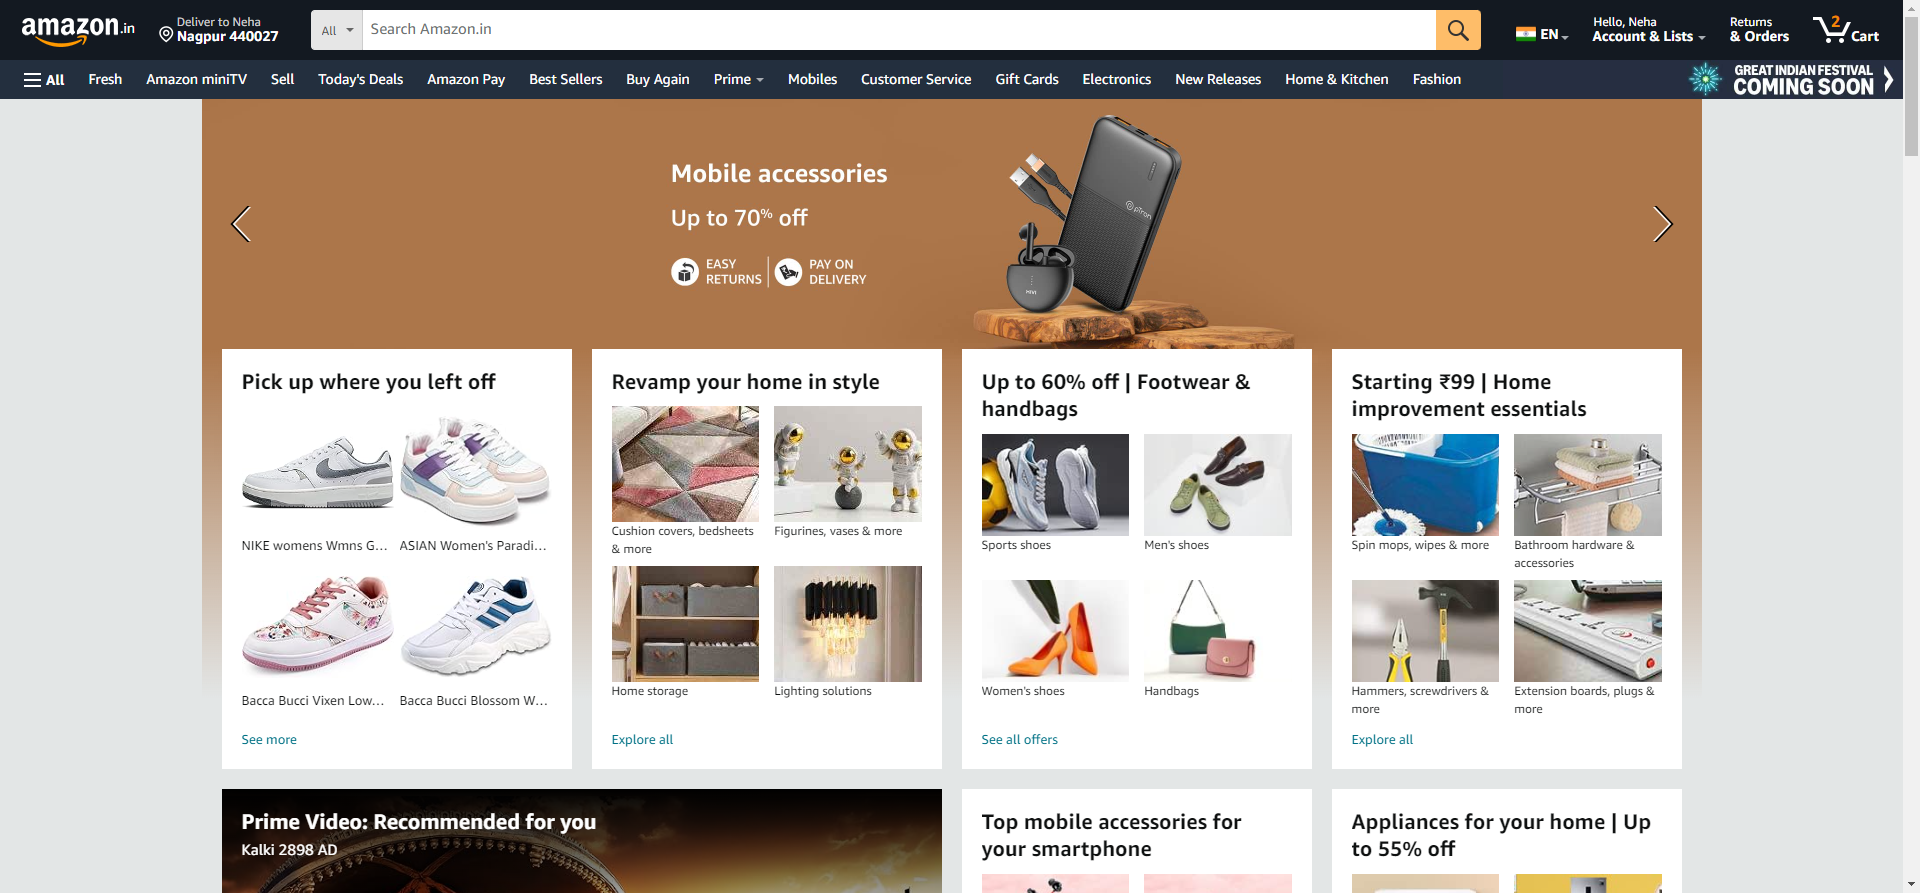 amazon.in
Deliver to Neha
Nagpur 440027
All
Search Amazon.in
EN
Hello, Neha
Account & Lists
Returns
& Orders
2
Cart
All
Fresh
Amazon miniTV
Sell
Today's Deals
Amazon Pay
Best Sellers
Buy Again
Prime
Mobiles
Customer Service
Gift Cards
Electronics
New Releases
Home & Kitchen
Fashion
GREAT INDIAN FESTIVAL
COMING SOON
Mobile accessories
Up to 70% off
EASY
RETURNS
PAY ON
DELIVERY
pTron
MIVI
Pick up where you left off
NIKE womens Wmns G...
ASIAN Women's Paradi...
Bacca Bucci Vixen Low...
Bacca Bucci Blossom W...
See more
Revamp your home in style
Cushion covers, bedsheets
& more
Figurines, vases & more
Home storage
Lighting solutions
Explore all
Up to 60% off | Footwear &
handbags
Sports shoes
Men's shoes
Women's shoes
Handbags
See all offers
Starting ₹99 | Home
improvement essentials
Spin mops, wipes & more
Bathroom hardware &
accessories
Hammers, screwdrivers &
more
Extension boards, plugs &
more
Explore all
Prime Video: Recommended for you
Kalki 2898 AD
Top mobile accessories for
your smartphone
Appliances for your home | Up
to 55% off